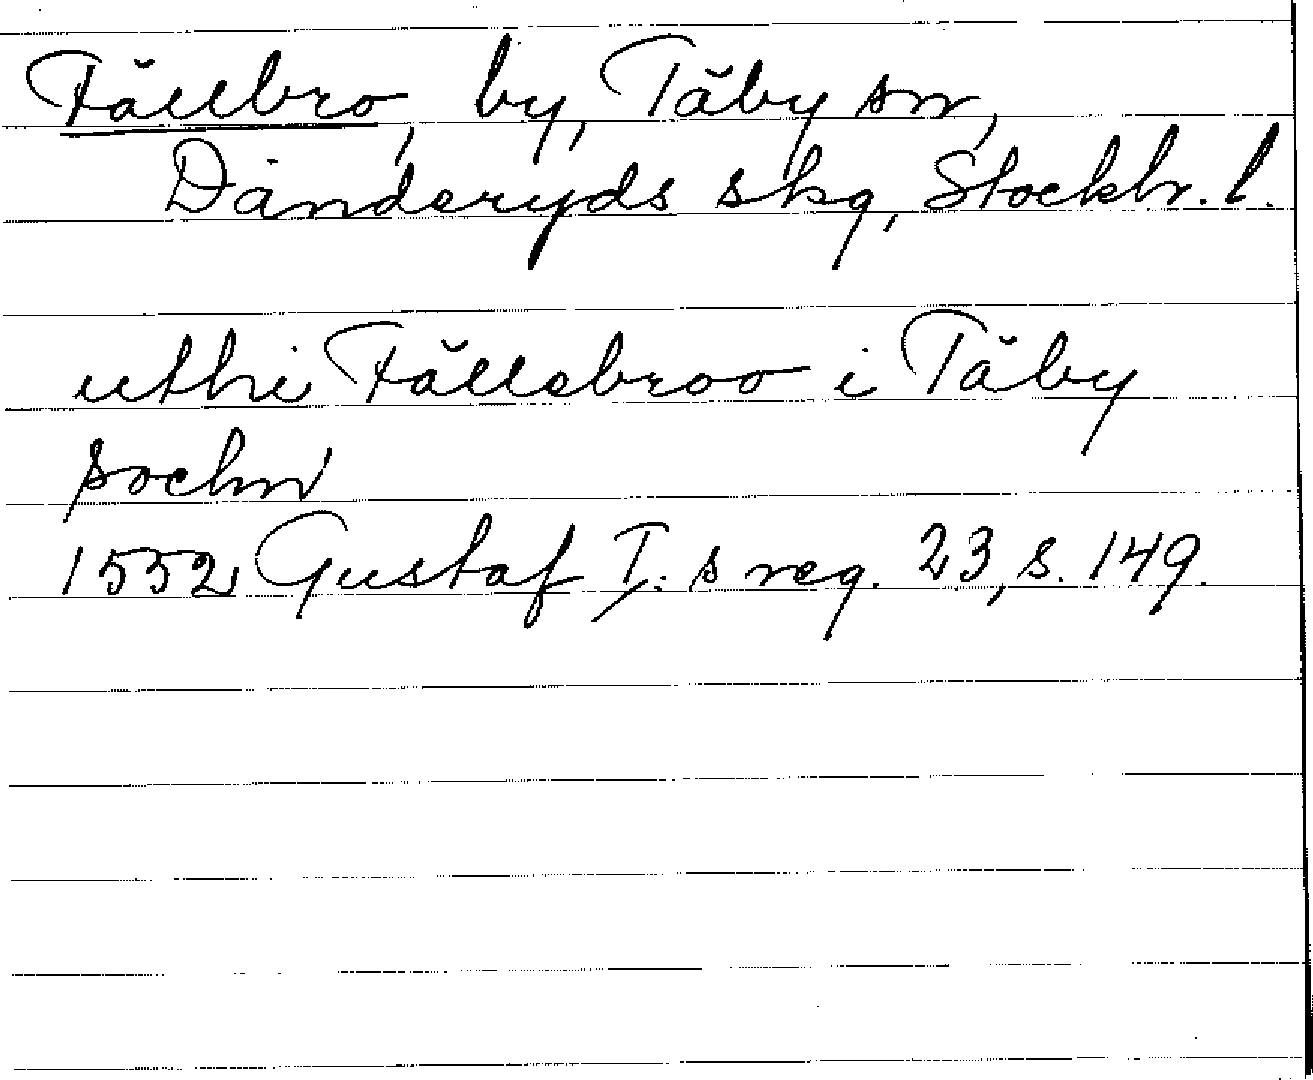 Fällbro, by, Täby sn,
Danderyds skg, Stockh. l.
uthi Fällebroo i Täby
sochn
1552 Gustaf I:s reg. 23, s. 149.